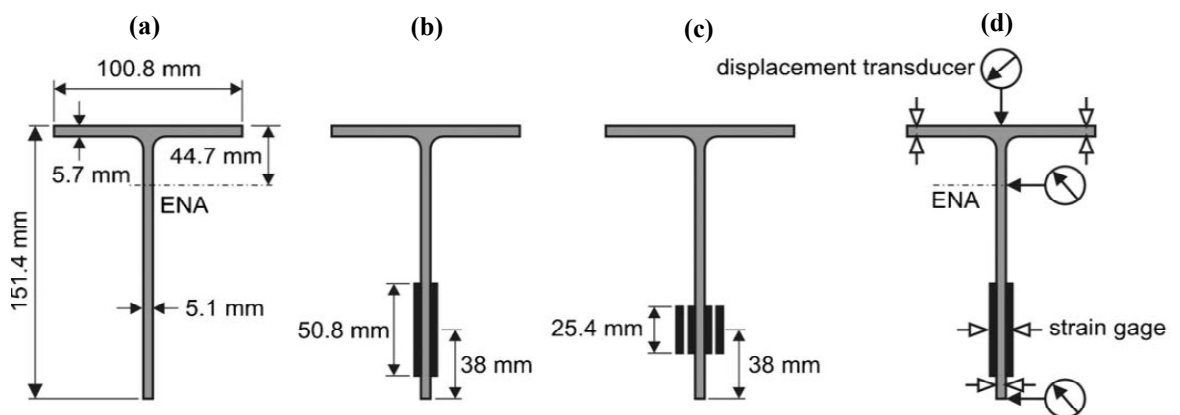 (a)
100.8 mm
5.7 mm
44.7 mm
ENA
151.4 mm
5.1 mm
(b)
50.8 mm
38 mm
(c)
25.4 mm
38 mm
(d)
displacement transducer
ENA
strain gage